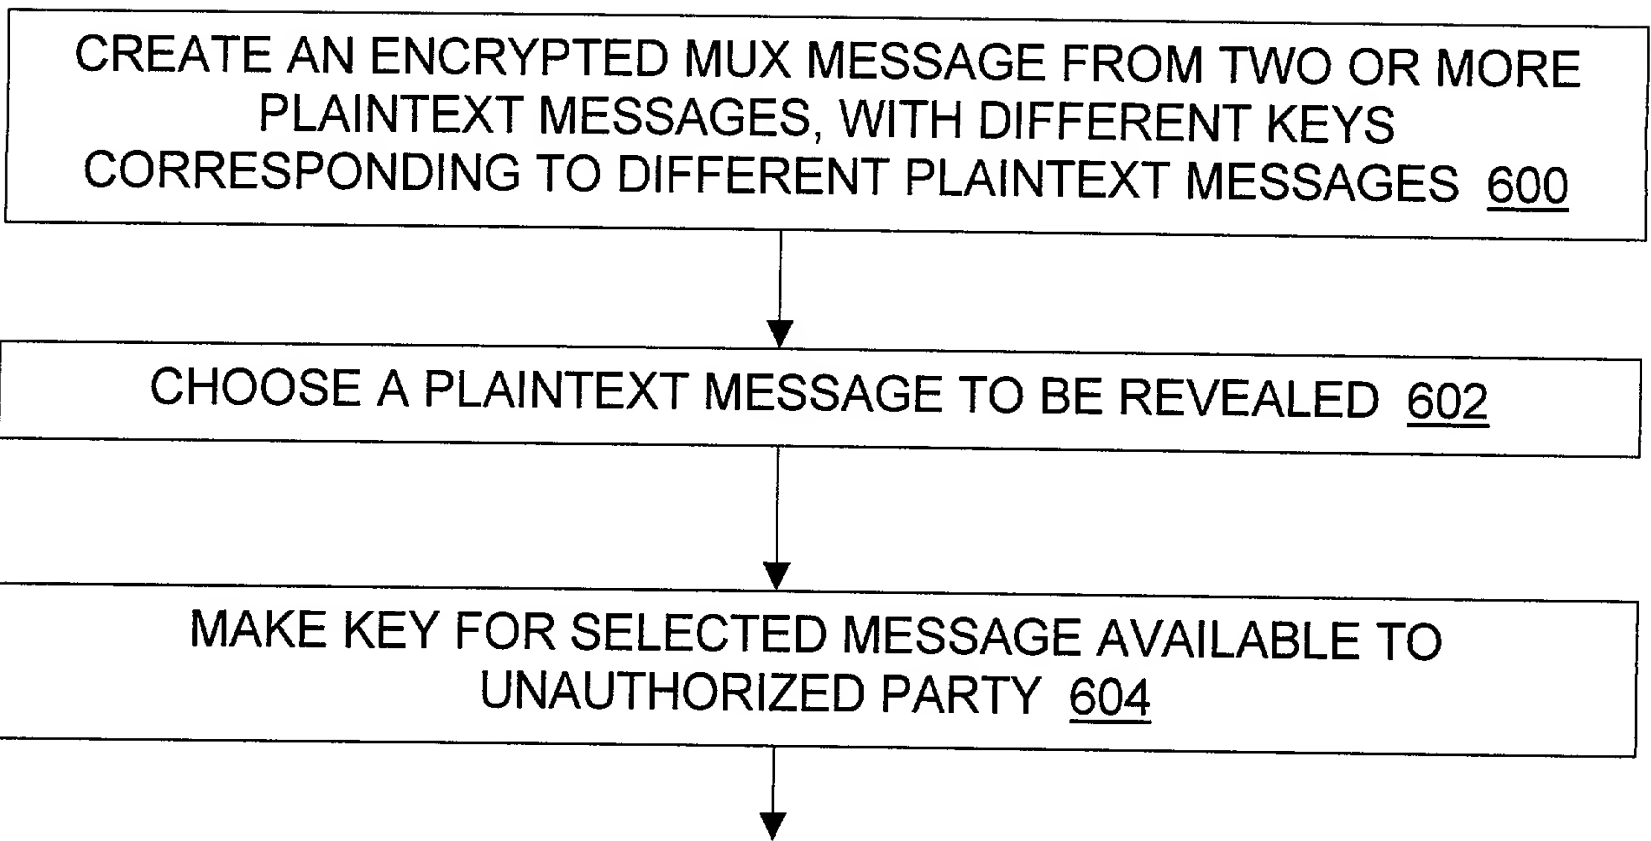 CREATE AN ENCRYPTED MUX MESSAGE FROM TWO OR MORE
PLAINTEXT MESSAGES, WITH DIFFERENT KEYS
CORRESPONDING TO DIFFERENT PLAINTEXT MESSAGES 600
CHOOSE A PLAINTEXT MESSAGE TO BE REVEALED 602
MAKE KEY FOR SELECTED MESSAGE AVAILABLE TO
UNAUTHORIZED PARTY 604